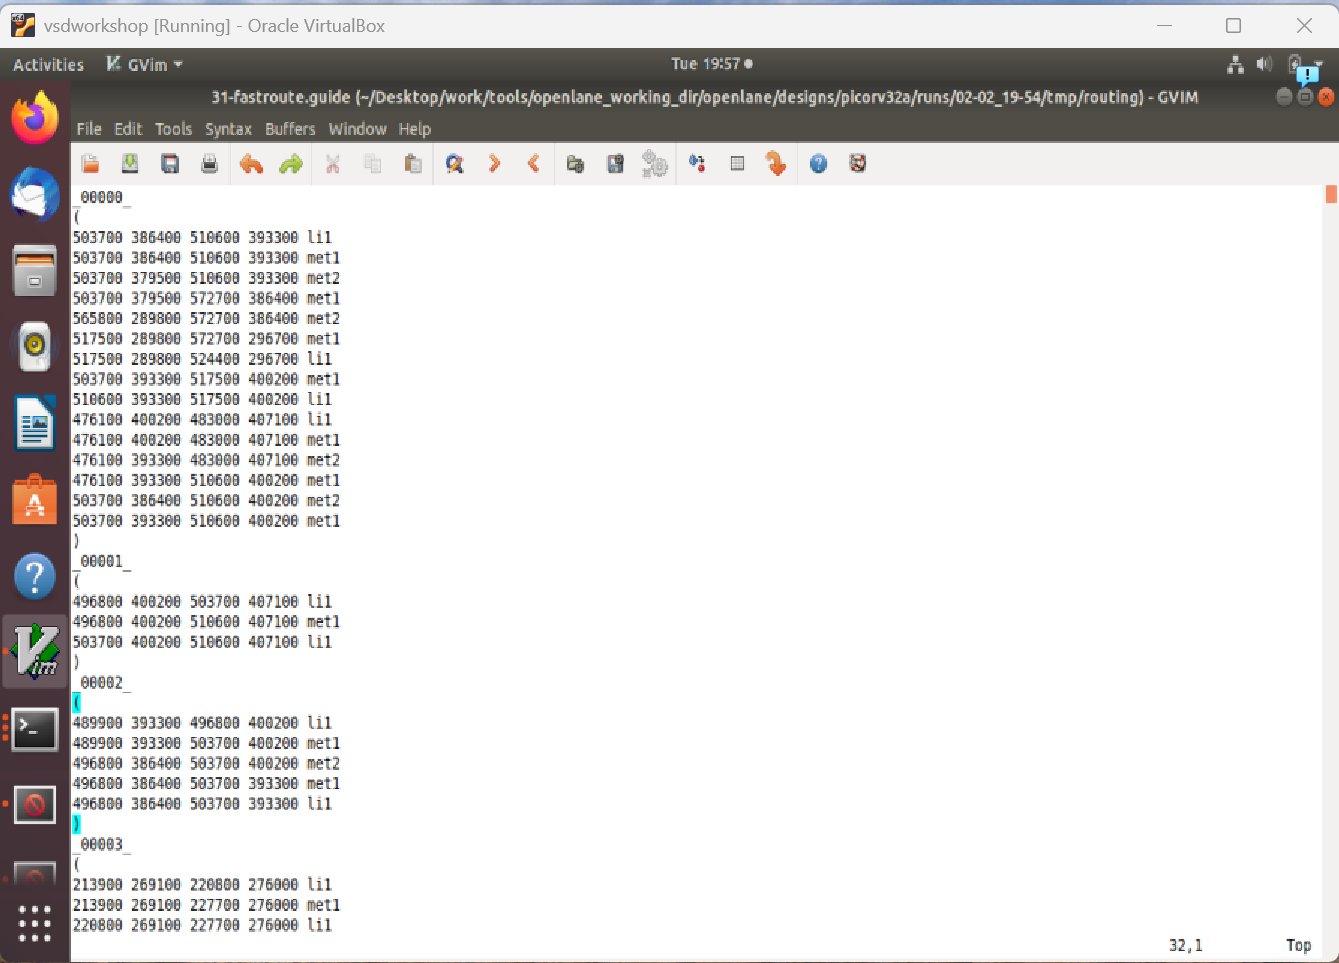 vsdworkshop [Running] - Oracle VirtualBox
Activities GVim Tue 19:57
31-fastroute.guide (~/Desktop/work/tools/openlane_working_dir/openlane/designs/picorv32a/runs/02-02_19-54/tmp/routing) - GVIM
File Edit Tools Syntax Buffers Window Help
_00000_
(
503700 386400 510600 393300 li1
503700 386400 510600 393300 met1
503700 379500 510600 393300 met2
503700 379500 572700 386400 met1
565800 289800 572700 386400 met2
517500 289800 572700 296700 met1
517500 289800 524400 296700 li1
503700 393300 517500 400200 met1
510600 393300 517500 400200 li1
476100 400200 483000 407100 li1
476100 400200 483000 407100 met1
476100 393300 483000 407100 met2
476100 393300 510600 400200 met1
503700 386400 510600 400200 met2
503700 393300 510600 400200 met1
)
_00001_
(
496800 400200 503700 407100 li1
496800 400200 510600 407100 met1
503700 400200 510600 407100 li1
)
_00002_
(
489900 393300 496800 400200 li1
489900 393300 503700 400200 met1
496800 386400 503700 400200 met2
496800 386400 503700 393300 met1
496800 386400 503700 393300 li1
)
_00003_
(
213900 269100 220800 276000 li1
213900 269100 227700 276000 met1
220800 269100 227700 276000 li1
32,1 Top